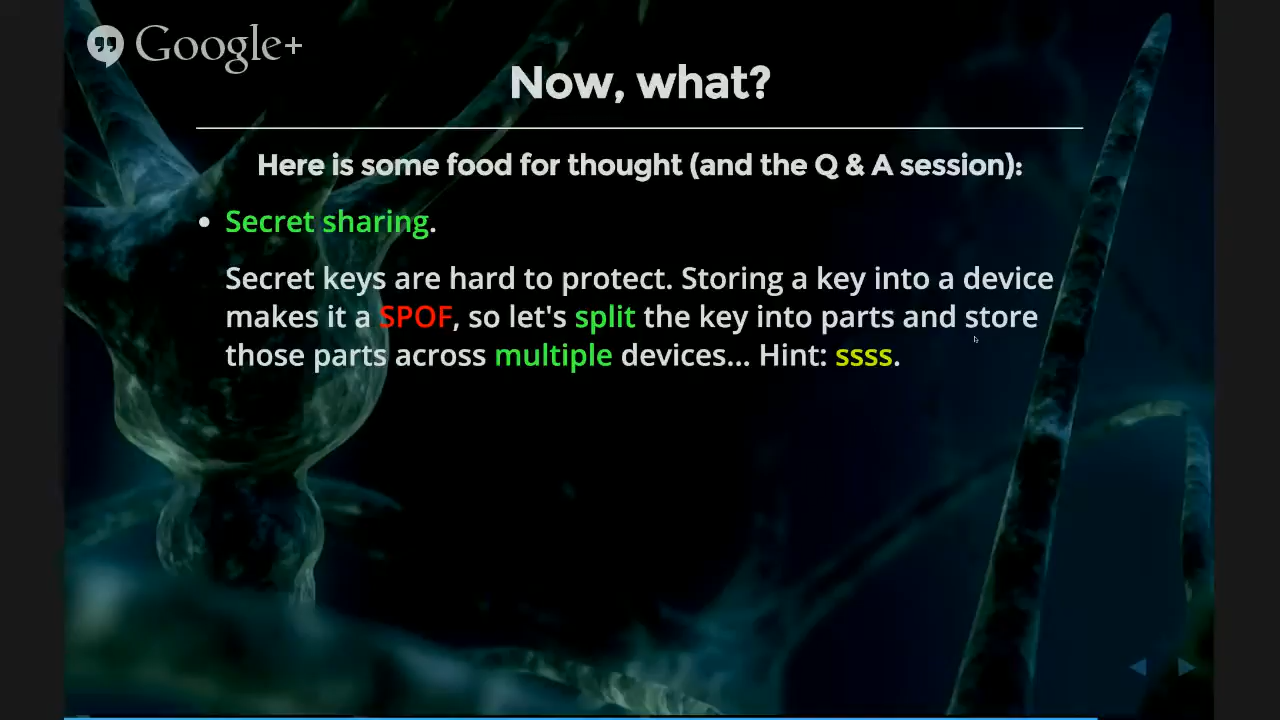 Google+
Now, what?
Here is some food for thought (and the Q & A session):
• Secret sharing.
Secret keys are hard to protect. Storing a key into a device
makes it a SPOF, so let's split the key into parts and store
those parts across multiple devices... Hint: ssss.